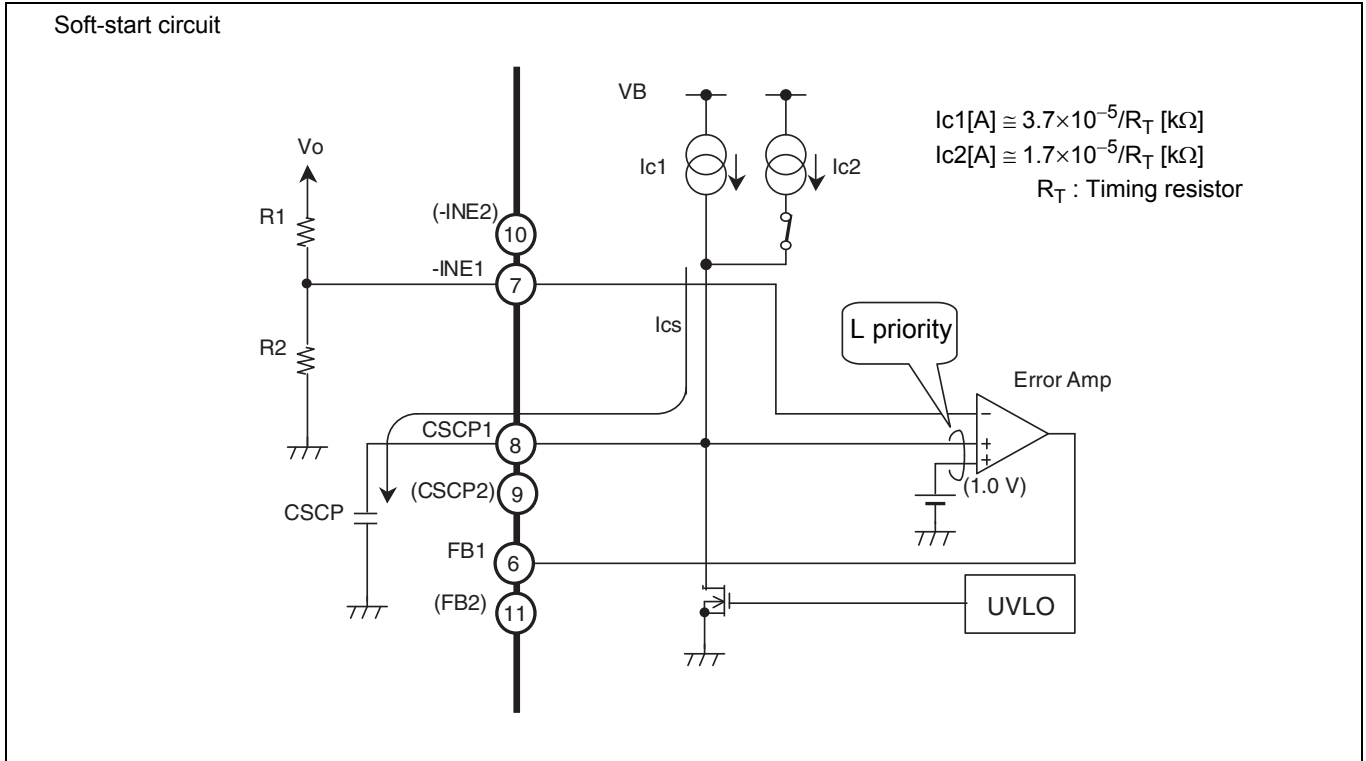 Soft-start circuit
VB
Ic1[A] ≅ 3.7×10⁻⁵/R_T [kΩ]
Ic2[A] ≅ 1.7×10⁻⁵/R_T [kΩ]
R_T : Timing resistor
Vo
Ic1
Ic2
R1
(-INE2)
10
-INE1
7
Ics
L priority
R2
Error Amp
−
+
+
CSCP1
8
(1.0 V)
(CSCP2)
9
CSCP
FB1
6
(FB2)
11
UVLO